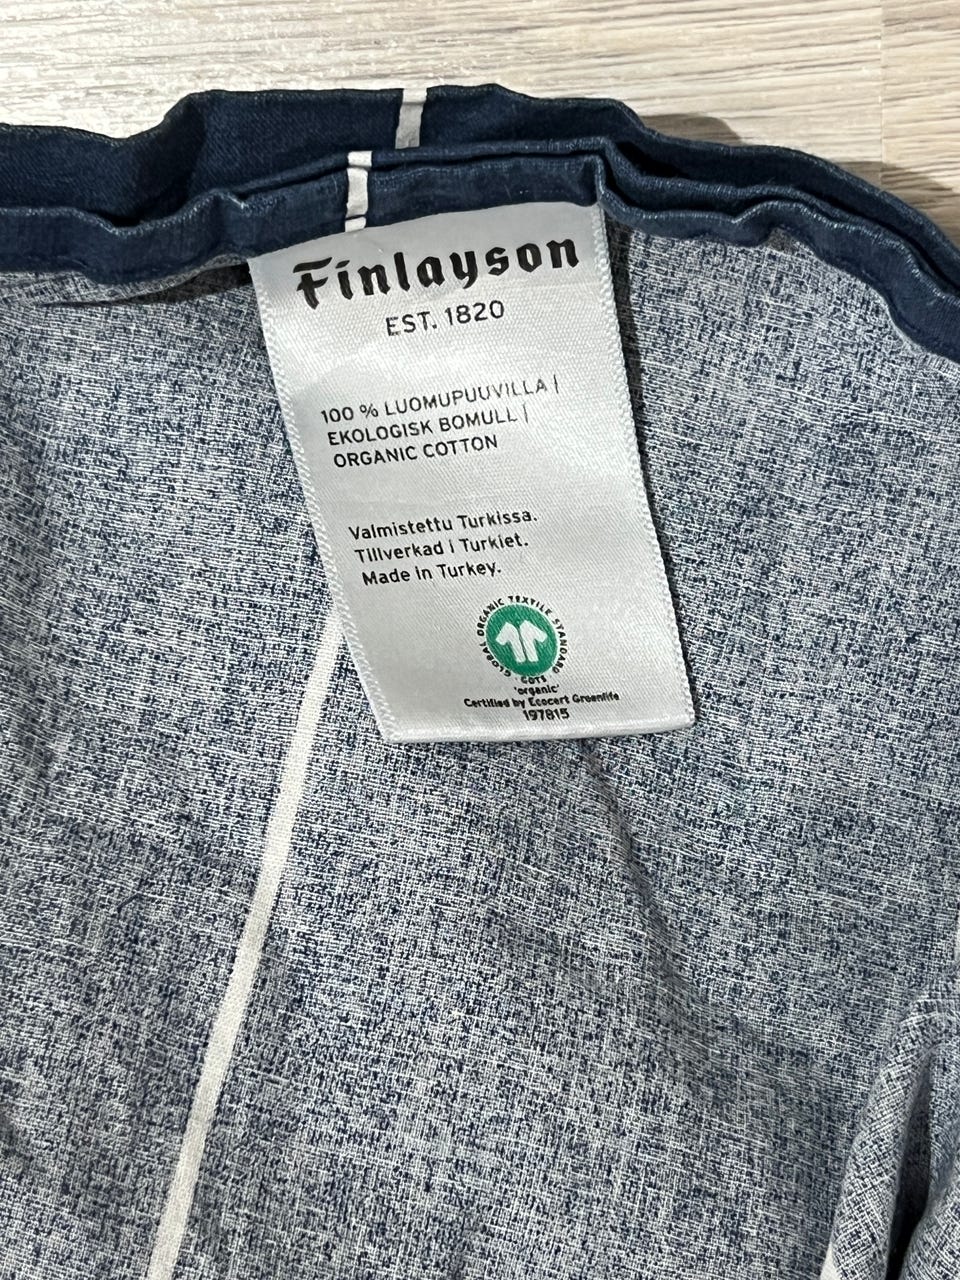 Finlayson
EST. 1820
100 % LUOMUPUUVILLA |
EKOLOGISK BOMULL |
ORGANIC COTTON
Valmistettu Turkissa.
Tillverkad i Turkiet.
Made in Turkey.
GLOBAL ORGANIC TEXTILE STANDARD
GOTS
'organic'
Certified by Ecocert Greenlife
197815